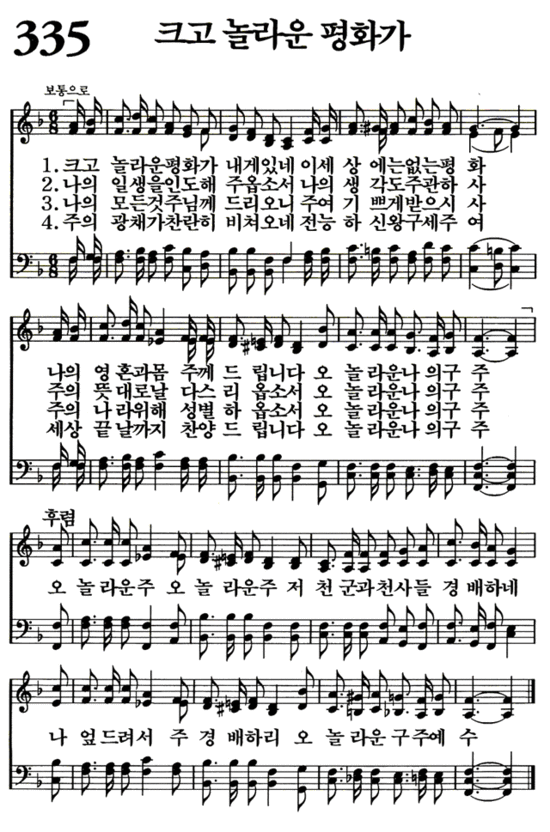 335 크고 놀라운 평화가
보통으로
1. 크고 놀라운평화가 내게있네 이세 상 에는없는평 화
2. 나의 일생을인도해 주옵소서 나의 생 각도주관하 사
3. 나의 모든것주님께 드리오니 주여 기 쁘게받으시 사
4. 주의 광채가찬란히 비쳐오네 전능 하 신왕구세주 여
나의 영혼과몸 주께 드 립니다 오 놀라운나 의구 주
주의 뜻대로날 다스 리 옵소서 오 놀라운나 의구 주
주의 나라위해 성별 하 옵소서 오 놀라운나 의구 주
세상 끝날까지 찬양 드 립니다 오 놀라운나 의구 주
후렴
오 놀라운주 오 놀 라운주 저 천군과천사들 경 배하네
나 엎드려서 주 경 배하리 오 놀 라운 구주예 수